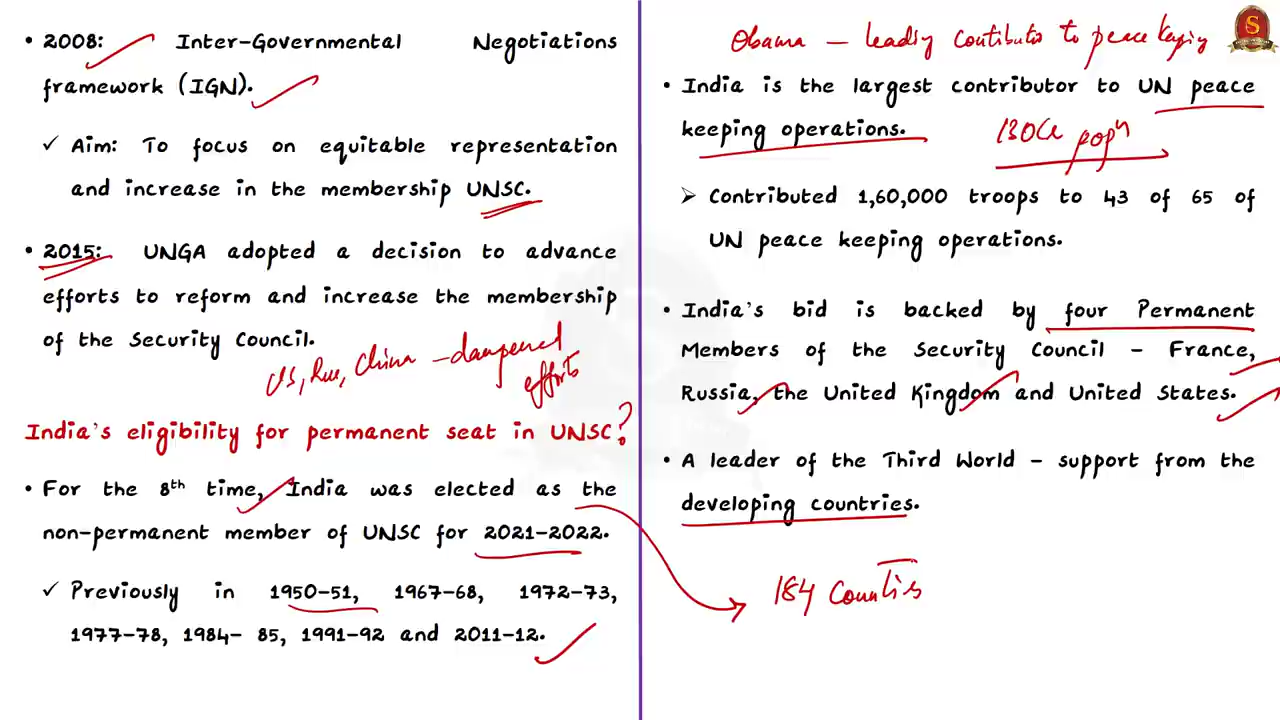 • 2008: Inter-Governmental Negotiations
framework (IGN).
✓ Aim: To focus on equitable representation
and increase in the membership UNSC.
• 2015: UNGA adopted a decision to advance
efforts to reform and increase the membership
of the Security Council.
US, Rus, China – dampened
efforts
India's eligibility for permanent seat in UNSC?
• For the 8th time, India was elected as the
non-permanent member of UNSC for 2021-2022.
✓ Previously in 1950-51, 1967-68, 1972-73,
1977-78, 1984- 85, 1991-92 and 2011-12.
Obama – leading contributor to peace keeping
• India is the largest contributor to UN peace
keeping operations.
130Cr popn
➢ Contributed 1,60,000 troops to 43 of 65 of
UN peace keeping operations.
• India's bid is backed by four Permanent
Members of the Security Council – France,
Russia, the United Kingdom and United States.
• A leader of the Third World – support from the
developing countries.
184 Countries
S